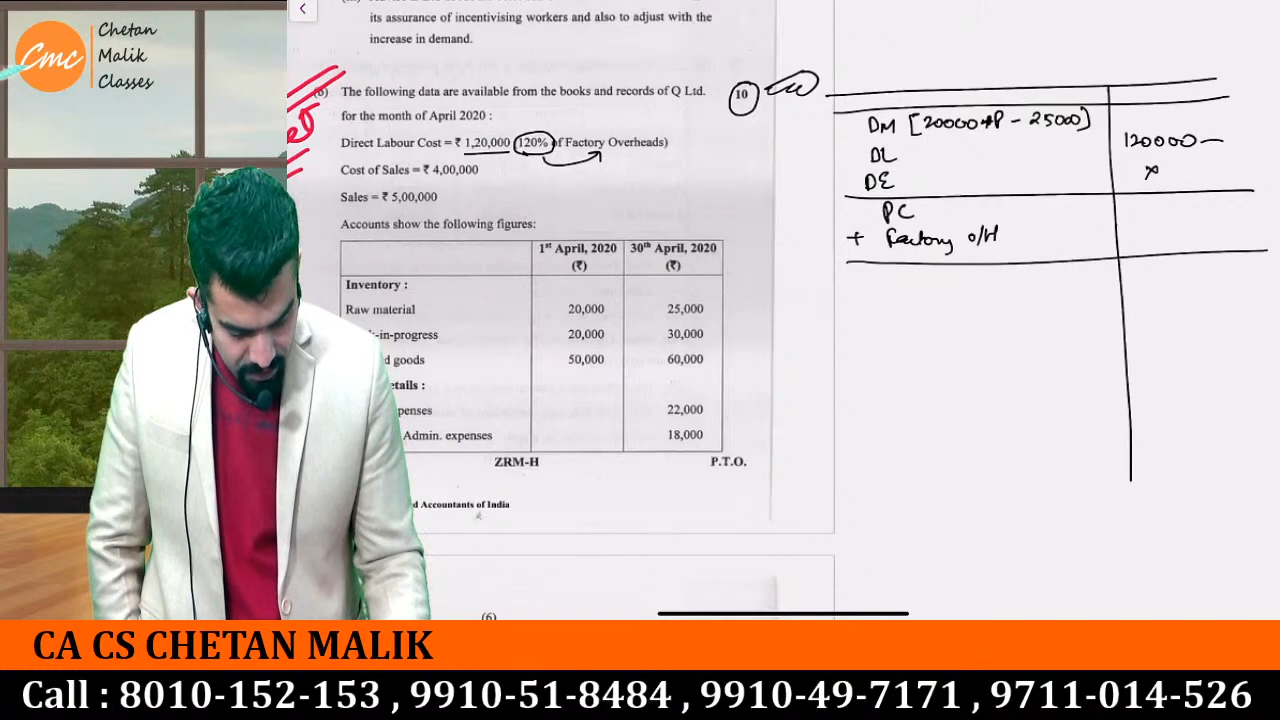 Chetan
Malik
Classes
Cmc
its assurance of incentivising workers and also to adjust with the
increase in demand.
The following data are available from the books and records of Q Ltd.
for the month of April 2020 :
Direct Labour Cost = ₹ 1,20,000 (120% of Factory Overheads)
Cost of Sales = ₹ 4,00,000
Sales = ₹ 5,00,000
Accounts show the following figures:
1st April, 2020 (₹) 30th April, 2020 (₹)
Inventory :
Raw material 20,000 25,000
-in-progress 20,000 30,000
d goods 50,000 60,000
etails :
penses 22,000
Admin. expenses 18,000
ZRM-H P.T.O.
d Accountants of India
(6)
10
DM [20000+P - 25000]
DL 120000 —
DE x
PC
+ Factory O/H
CA CS CHETAN MALIK
Call : 8010-152-153 , 9910-51-8484 , 9910-49-7171 , 9711-014-526